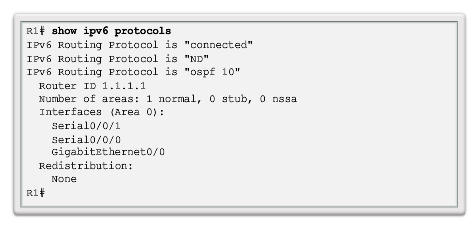 R1# show ipv6 protocols
IPv6 Routing Protocol is "connected"
IPv6 Routing Protocol is "ND"
IPv6 Routing Protocol is "ospf 10"
  Router ID 1.1.1.1
  Number of areas: 1 normal, 0 stub, 0 nssa
  Interfaces (Area 0):
    Serial0/0/1
    Serial0/0/0
    GigabitEthernet0/0
  Redistribution:
    None
R1#